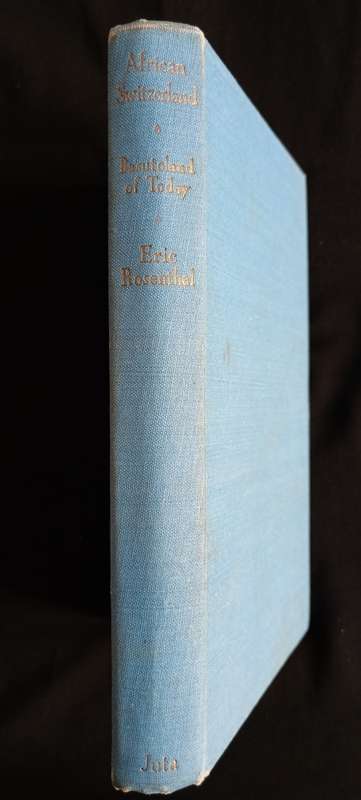 African
Switzerland
Basutoland
of Today
Eric
Rosenthal
Juta